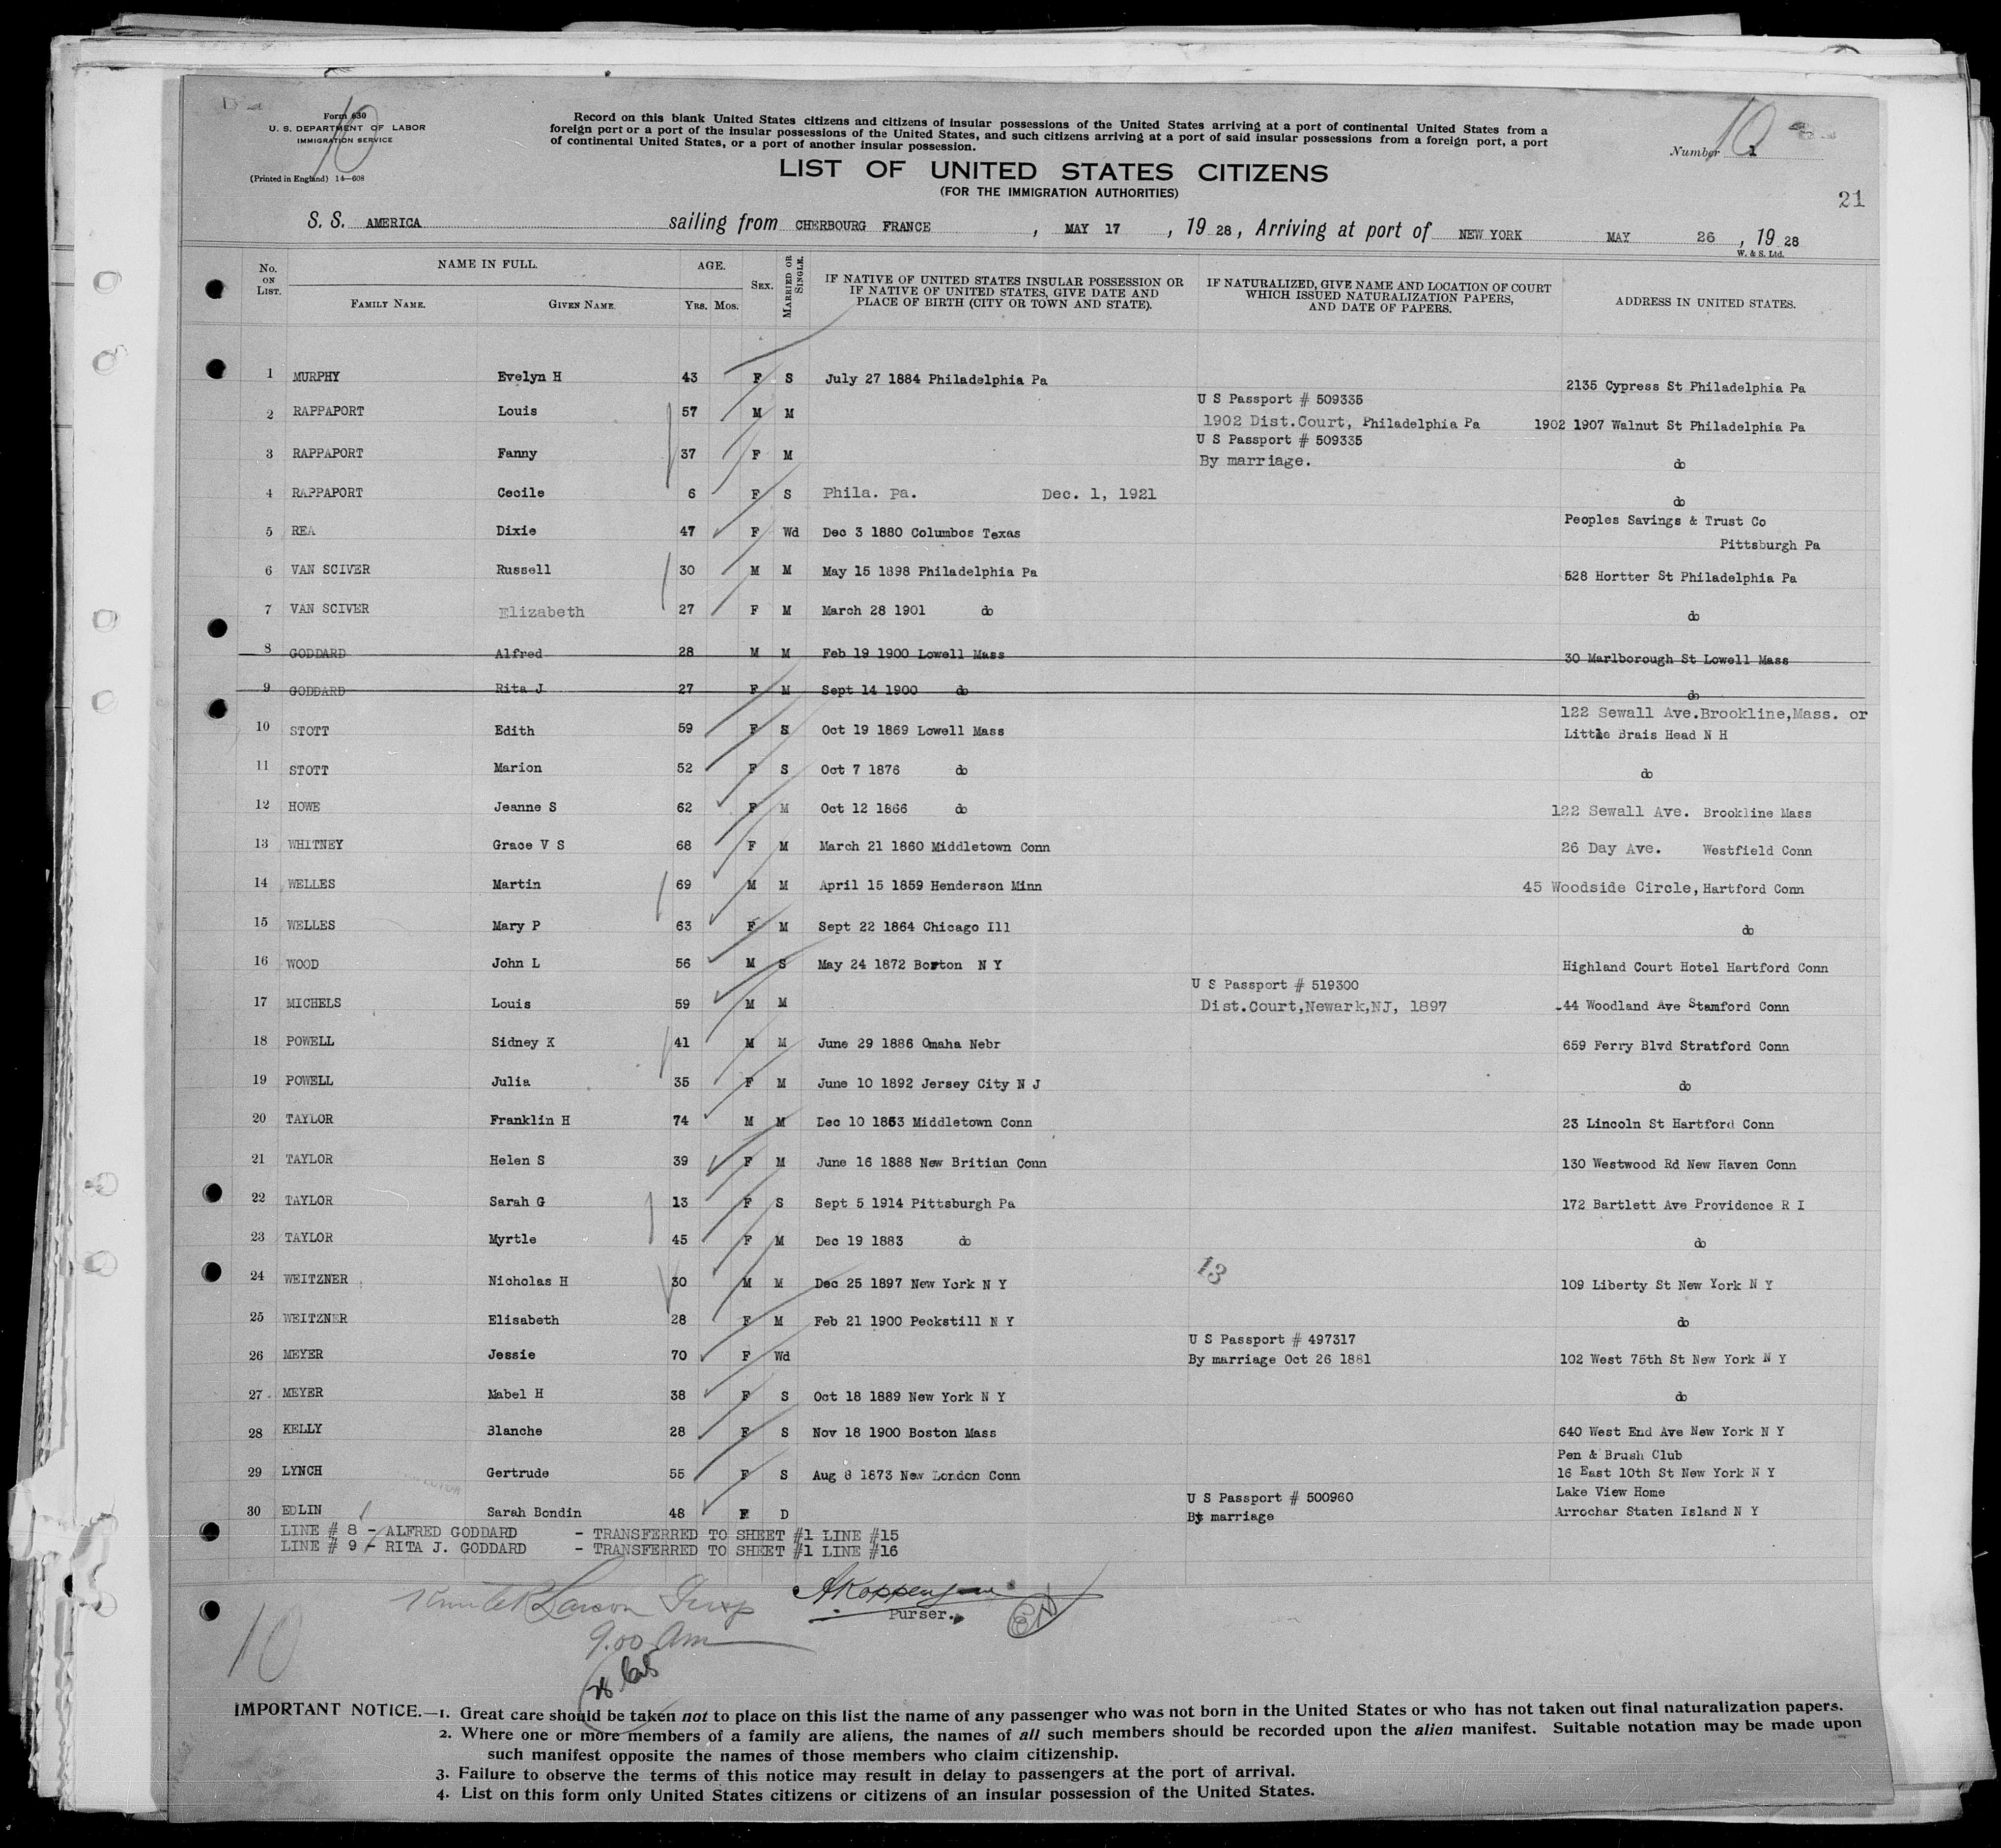 Form 630
U. S. DEPARTMENT OF LABOR
IMMIGRATION SERVICE
(Printed in England) 14—608
10
Record on this blank United States citizens and citizens of insular possessions of the United States arriving at a port of continental United States from a
foreign port or a port of the insular possessions of the United States, and such citizens arriving at a port of said insular possessions from a foreign port, a port
of continental United States, or a port of another insular possession.
LIST OF UNITED STATES CITIZENS
(FOR THE IMMIGRATION AUTHORITIES)
Number 1
10
21
S. S. AMERICA sailing from CHERBOURG FRANCE , MAY 17 , 19 28, Arriving at port of NEW YORK MAY 26 , 19 28
W. & S. Ltd.
No. ON LIST. NAME IN FULL. FAMILY NAME. GIVEN NAME. AGE. YRS. MOS. SEX. MARRIED OR SINGLE. IF NATIVE OF UNITED STATES INSULAR POSSESSION OR IF NATIVE OF UNITED STATES, GIVE DATE AND PLACE OF BIRTH (CITY OR TOWN AND STATE). IF NATURALIZED, GIVE NAME AND LOCATION OF COURT WHICH ISSUED NATURALIZATION PAPERS, AND DATE OF PAPERS. ADDRESS IN UNITED STATES.
1 MURPHY Evelyn H 43 F S July 27 1884 Philadelphia Pa 2135 Cypress St Philadelphia Pa
U S Passport # 509335
2 RAPPAPORT Louis 57 M M 1902 Dist.Court, Philadelphia Pa 1902 1907 Walnut St Philadelphia Pa
U S Passport # 509335
3 RAPPAPORT Fanny 37 F M By marriage. do
4 RAPPAPORT Cecile 6 F S Phila. Pa. Dec. 1, 1921 do
Peoples Savings & Trust Co
5 REA Dixie 47 F Wd Dec 3 1880 Columbos Texas Pittsburgh Pa
6 VAN SCIVER Russell 30 M M May 15 1898 Philadelphia Pa 528 Hortter St Philadelphia Pa
7 VAN SCIVER Elizabeth 27 F M March 28 1901 do do
8 GODDARD Alfred 28 M M Feb 19 1900 Lowell Mass 30 Marlborough St Lowell Mass
9 GODDARD Rita J 27 F M Sept 14 1900 do do
122 Sewall Ave.Brookline,Mass. or
10 STOTT Edith 59 F S Oct 19 1869 Lowell Mass Little Brais Head N H
11 STOTT Marion 52 F S Oct 7 1876 do do
12 HOWE Jeanne S 62 F M Oct 12 1866 do 122 Sewall Ave. Brookline Mass
13 WHITNEY Grace V S 68 F M March 21 1860 Middletown Conn 26 Day Ave. Westfield Conn
14 WELLES Martin 69 M M April 15 1859 Henderson Minn 45 Woodside Circle, Hartford Conn
15 WELLES Mary P 63 F M Sept 22 1864 Chicago Ill do
16 WOOD John L 56 M S May 24 1872 Borton N Y Highland Court Hotel Hartford Conn
U S Passport # 519300
17 MICHELS Louis 59 M M Dist.Court,Newark,NJ, 1897 44 Woodland Ave Stamford Conn
18 POWELL Sidney K 41 M M June 29 1886 Omaha Nebr 659 Ferry Blvd Stratford Conn
19 POWELL Julia 35 F M June 10 1892 Jersey City N J do
20 TAYLOR Franklin H 74 M M Dec 10 1853 Middletown Conn 23 Lincoln St Hartford Conn
21 TAYLOR Helen S 39 F M June 16 1888 New Britian Conn 130 Westwood Rd New Haven Conn
22 TAYLOR Sarah G 13 F S Sept 5 1914 Pittsburgh Pa 172 Bartlett Ave Providence R I
23 TAYLOR Myrtle 45 F M Dec 19 1883 do do
13
24 WEITZNER Nicholas H 30 M M Dec 25 1897 New York N Y 109 Liberty St New York N Y
25 WEITZNER Elisabeth 28 F M Feb 21 1900 Peckstill N Y do
U S Passport # 497317
26 MEYER Jessie 70 F Wd By marriage Oct 26 1881 102 West 75th St New York N Y
27 MEYER Mabel H 38 F S Oct 18 1889 New York N Y do
28 KELLY Blanche 28 F S Nov 18 1900 Boston Mass 640 West End Ave New York N Y
Pen & Brush Club
29 LYNCH Gertrude 55 F S Aug 8 1873 New London Conn 16 East 10th St New York N Y
U S Passport # 500960 Lake View Home
30 EDLIN Sarah Bondin 48 F D By marriage Arrochar Staten Island N Y
LINE # 8 - ALFRED GODDARD - TRANSFERRED TO SHEET #1 LINE #15
LINE # 9 - RITA J. GODDARD - TRANSFERRED TO SHEET #1 LINE #16
Larson Insp
Purser.
9.00 Am
10
28
IMPORTANT NOTICE.—1. Great care should be taken not to place on this list the name of any passenger who was not born in the United States or who has not taken out final naturalization papers.
2. Where one or more members of a family are aliens, the names of all such members should be recorded upon the alien manifest. Suitable notation may be made upon
such manifest opposite the names of those members who claim citizenship.
3. Failure to observe the terms of this notice may result in delay to passengers at the port of arrival.
4. List on this form only United States citizens or citizens of an insular possession of the United States.